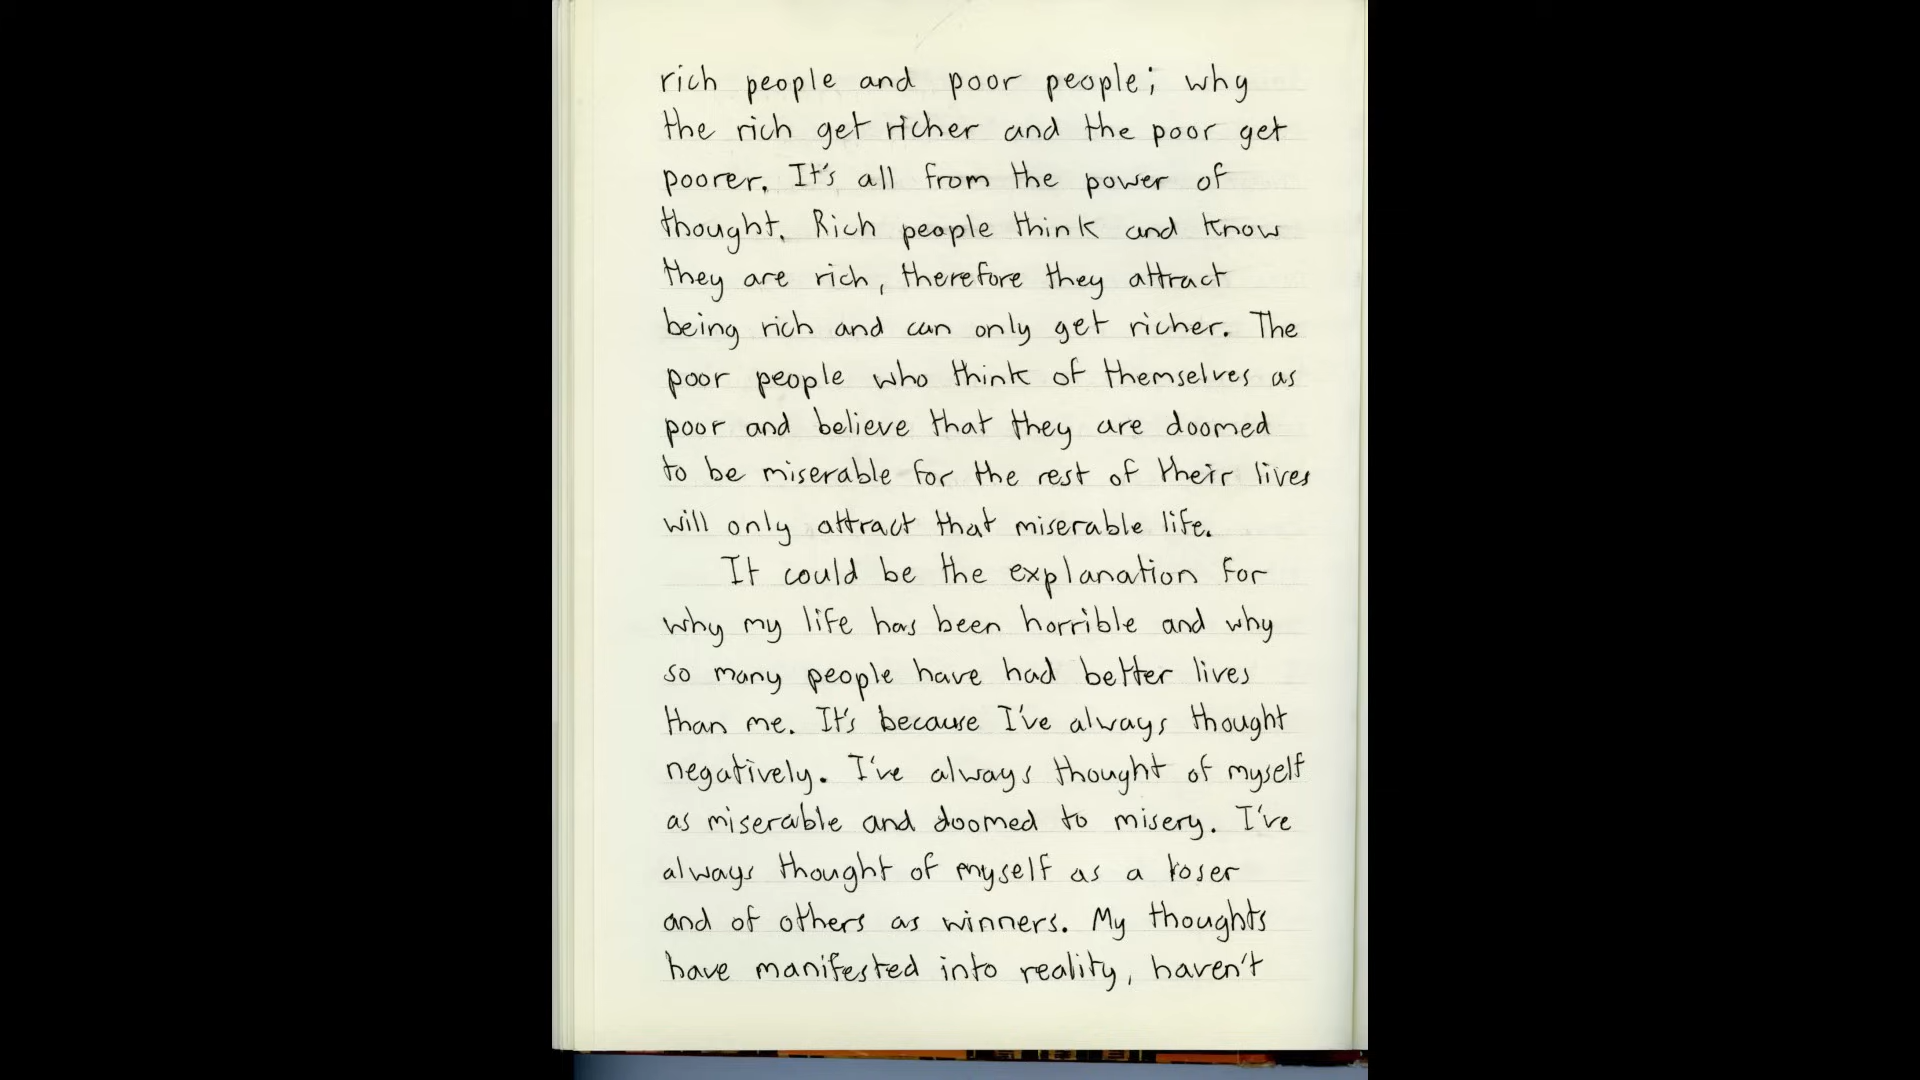 rich people and poor people; why
the rich get richer and the poor get
poorer. It's all from the power of
thought. Rich people think and know
they are rich, therefore they attract
being rich and can only get richer. The
poor people who think of themselves as
poor and believe that they are doomed
to be miserable for the rest of their lives
will only attract that miserable life.
It could be the explanation for
why my life has been horrible and why
so many people have had better lives
than me. It's because I've always thought
negatively. I've always thought of myself
as miserable and doomed to misery. I've
always thought of myself as a loser
and of others as winners. My thoughts
have manifested into reality, haven't